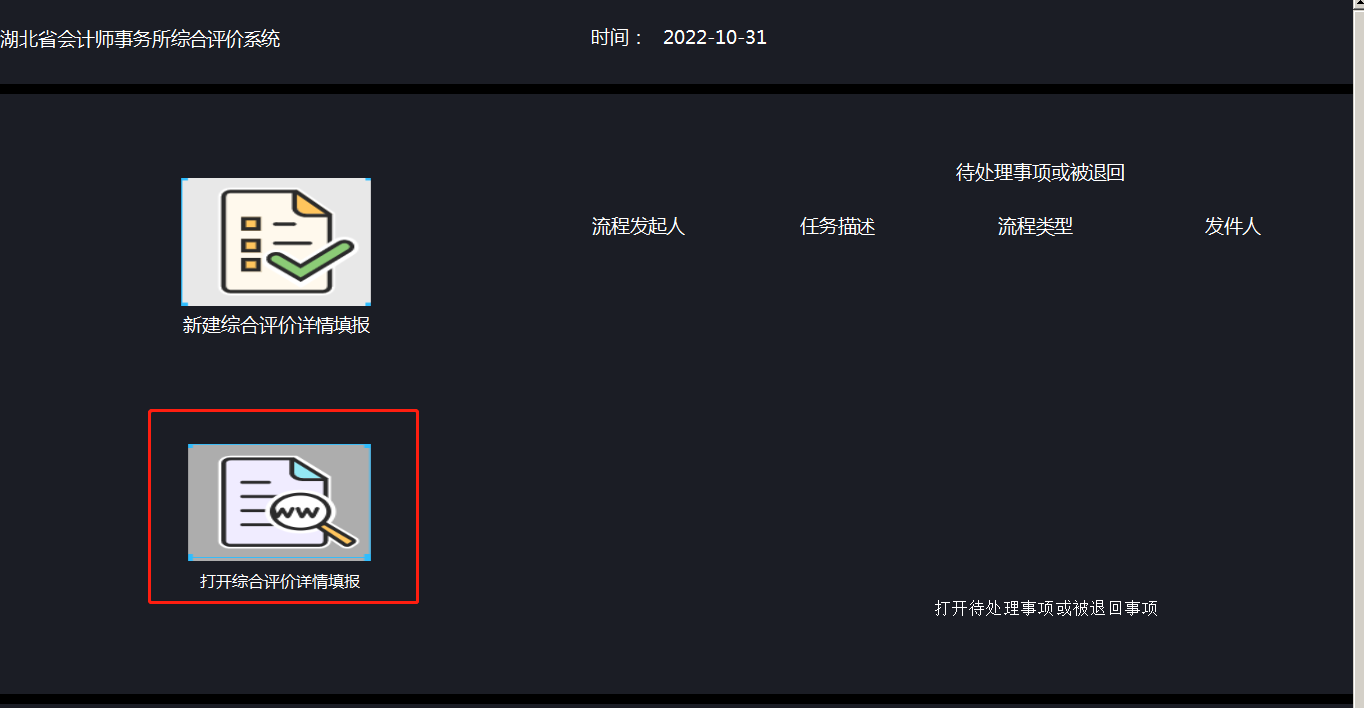 湖北省会计师事务所综合评价系统
时间： 2022-10-31
待处理事项或被退回
流程发起人 任务描述 流程类型 发件人
新建综合评价详情填报
WW
打开综合评价详情填报
打开待处理事项或被退回事项